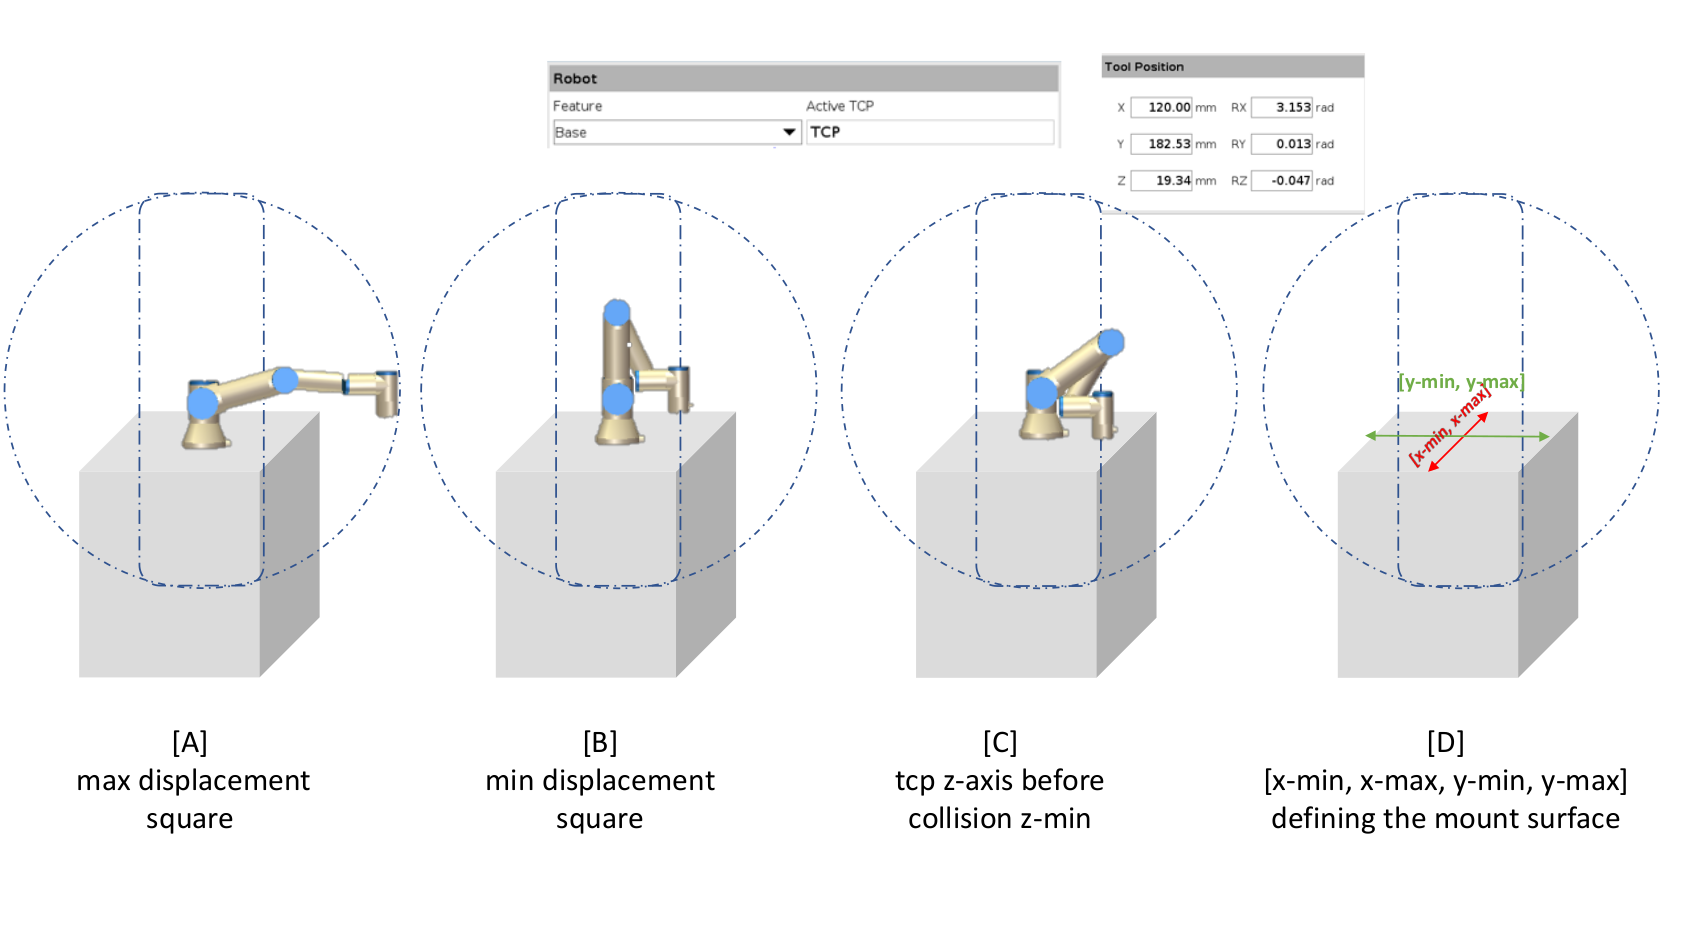 Robot
Feature Active TCP
Base TCP
Tool Position
X 120.00 mm RX 3.153 rad
Y 182.53 mm RY 0.013 rad
Z 19.34 mm RZ -0.047 rad
[y-min, y-max]
[x-min, x-max]
[A]
max displacement
square
[B]
min displacement
square
[C]
tcp z-axis before
collision z-min
[D]
[x-min, x-max, y-min, y-max]
defining the mount surface